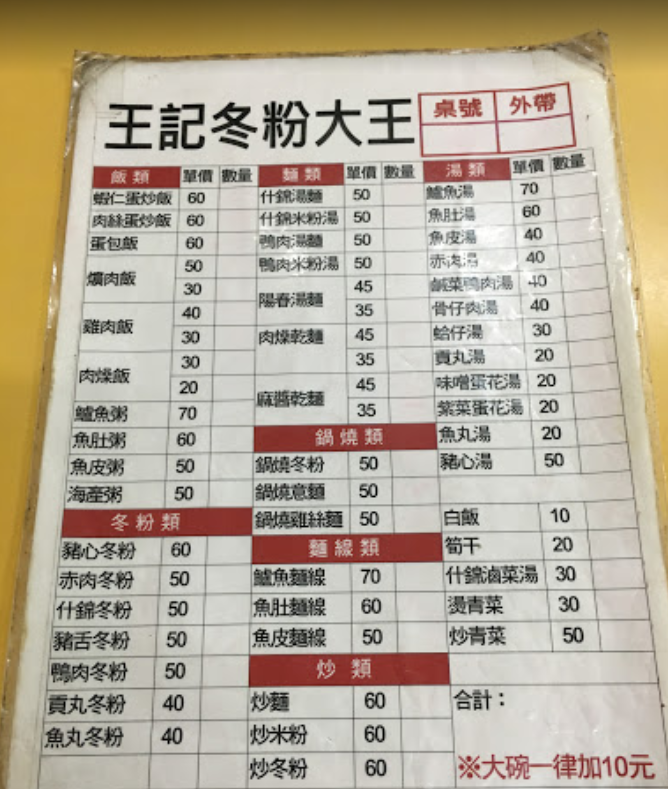 王記冬粉大王
桌號 外帶
飯類 單價 數量
蝦仁蛋炒飯 60
肉絲蛋炒飯 60
蛋包飯 60
爌肉飯 50
30
雞肉飯 40
30
肉燥飯 30
20
鱸魚粥 70
魚肚粥 60
魚皮粥 50
海產粥 50
冬粉類
豬心冬粉 60
赤肉冬粉 50
什錦冬粉 50
豬舌冬粉 50
鴨肉冬粉 50
貢丸冬粉 40
魚丸冬粉 40
麵類 單價 數量
什錦湯麵 50
什錦米粉湯 50
鴨肉湯麵 50
鴨肉米粉湯 50
陽春湯麵 45
35
肉燥乾麵 45
35
麻醬乾麵 45
35
鍋燒類
鍋燒冬粉 50
鍋燒意麵 50
鍋燒雞絲麵 50
麵線類
鱸魚麵線 70
魚肚麵線 60
魚皮麵線 50
炒類
炒麵 60
炒米粉 60
炒冬粉 60
湯類 單價 數量
鱸魚湯 70
魚肚湯 60
魚皮湯 40
赤肉湯 40
鹹菜鴨肉湯 40
骨仔肉湯 40
蛤仔湯 30
貢丸湯 20
味噌蛋花湯 20
紫菜蛋花湯 20
魚丸湯 20
豬心湯 50
白飯 10
筍干 20
什錦滷菜湯 30
燙青菜 30
炒青菜 50
合計：
※大碗一律加10元